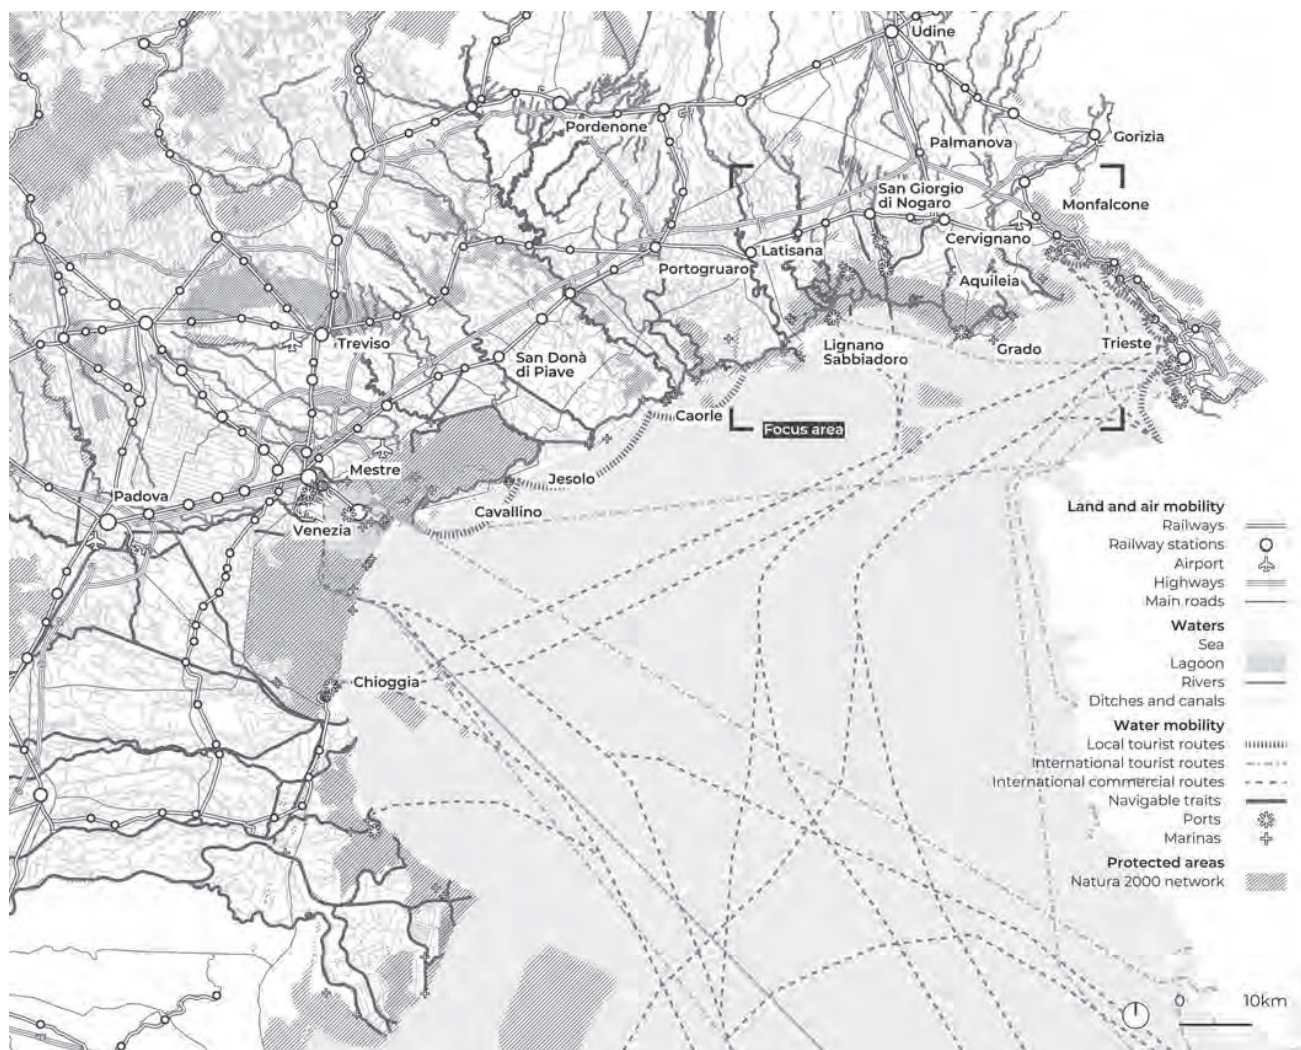 Udine
Pordenone
Palmanova
Gorizia
San Giorgio
di Nogaro
Monfalcone
Cervignano
Latisana
Portogruaro
Aquileia
Treviso
San Donà
di Piave
Lignano
Sabbiadoro
Grado
Trieste
Caorle
Focus area
Mestre
Jesolo
Padova
Cavallino
Venezia
Chioggia
Land and air mobility
Railways
Railway stations
Airport
Highways
Main roads
Waters
Sea
Lagoon
Rivers
Ditches and canals
Water mobility
Local tourist routes
International tourist routes
International commercial routes
Navigable traits
Ports
Marinas
Protected areas
Natura 2000 network
0 10km